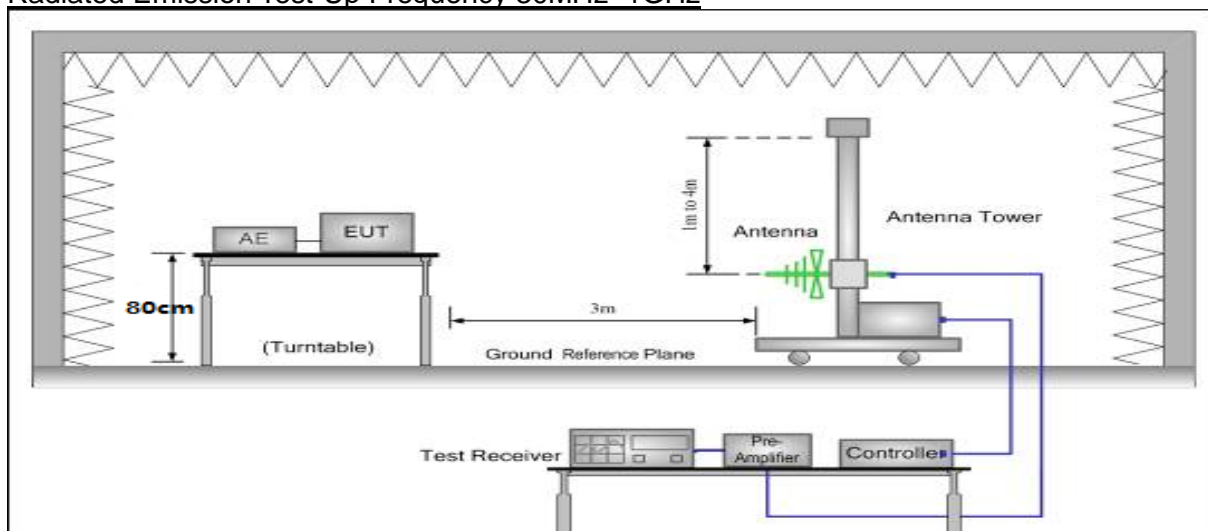 Radiated Emission Test-Up Frequency 30MHz~1GHz
1m to 4m
Antenna Tower
Antenna
AE
EUT
80cm
3m
(Turntable)
Ground Reference Plane
Test Receiver
Pre-
Amplifier
Controller